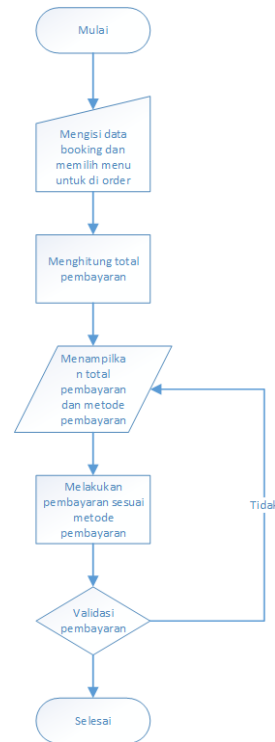 Mulai
Mengisi data
booking dan
memilih menu
untuk di order
Menghitung total
pembayaran
Menampilka
n total
pembayaran
dan metode
pembayaran
Melakukan
pembayaran sesuai
metode
pembayaran
Tidak
Validasi
pembayaran
Selesai